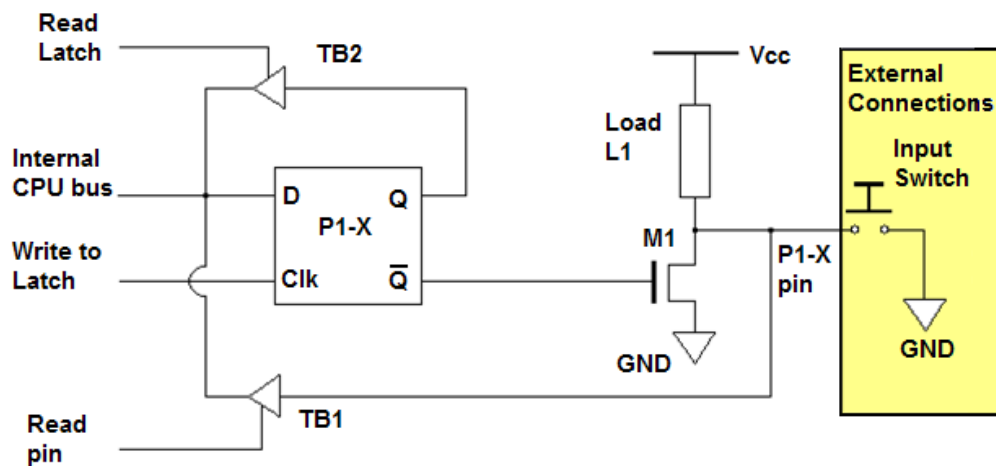 Read
Latch
TB2
Vcc
External
Connections
Load
L1
Input
Switch
Internal
CPU bus
D
Q
P1-X
Write to
Latch
M1
P1-X
pin
Clk
Q̅
GND
GND
TB1
Read
pin